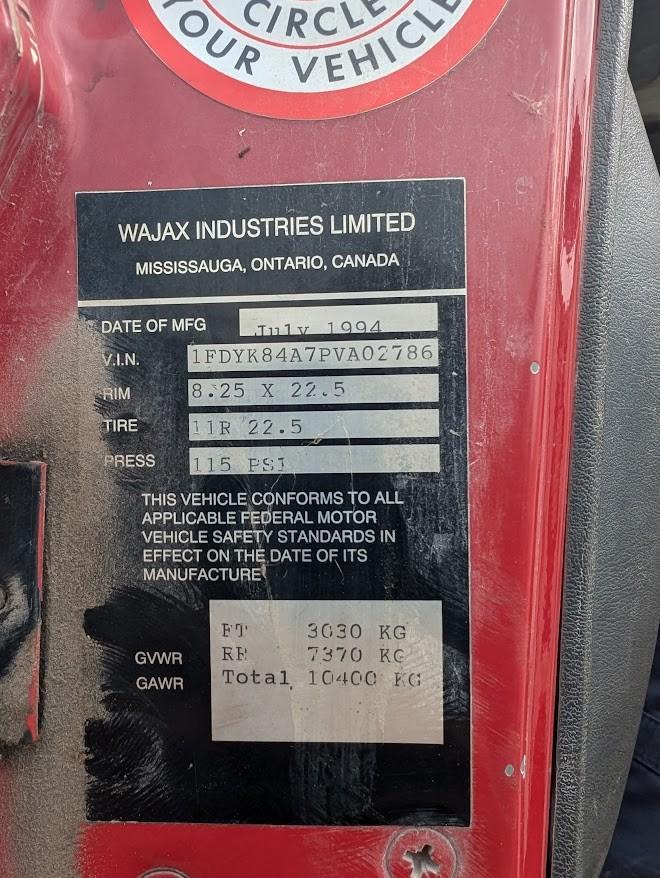 CIRCLE
YOUR VEHICLE
WAJAX INDUSTRIES LIMITED
MISSISSAUGA, ONTARIO, CANADA
DATE OF MFG July 1994
V.I.N. 1FDYK84A7PVA02786
RIM 8.25 X 22.5
TIRE 11R 22.5
PRESS 115 PSI
THIS VEHICLE CONFORMS TO ALL
APPLICABLE FEDERAL MOTOR
VEHICLE SAFETY STANDARDS IN
EFFECT ON THE DATE OF ITS
MANUFACTURE
FT 3030 KG
GVWR RR 7370 KG
GAWR Total 10400 KG